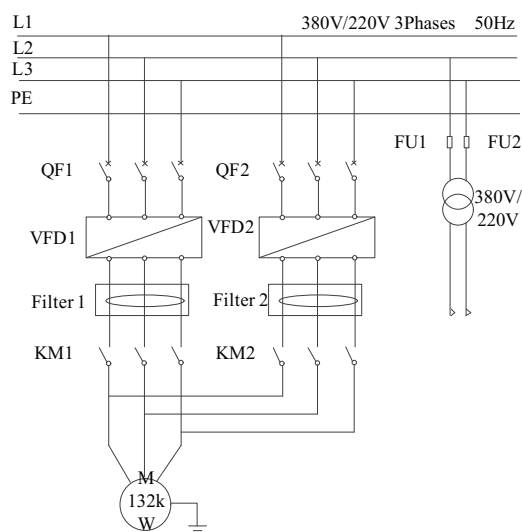 L1
380V/220V 3Phases 50Hz
L2
L3
PE
FU1
FU2
QF1
QF2
380V/
220V
VFD1
VFD2
Filter 1
Filter 2
KM1
KM2
M
132k
W